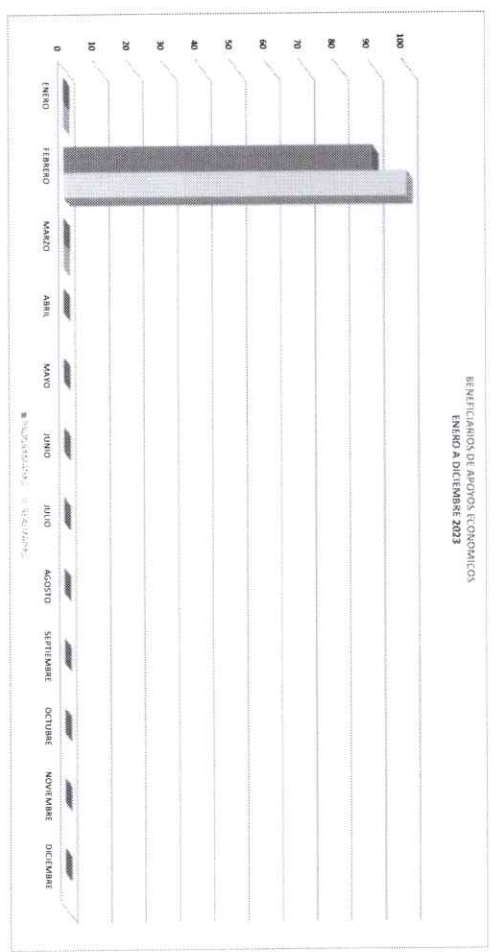 BENEFICIARIOS DE APOYOS ECONOMICOS
ENERO A DICIEMBRE 2023
100
90
80
70
60
50
40
30
20
10
0
ENERO
FEBRERO
MARZO
ABRIL
MAYO
JUNIO
JULIO
AGOSTO
SEPTIEMBRE
OCTUBRE
NOVIEMBRE
DICIEMBRE